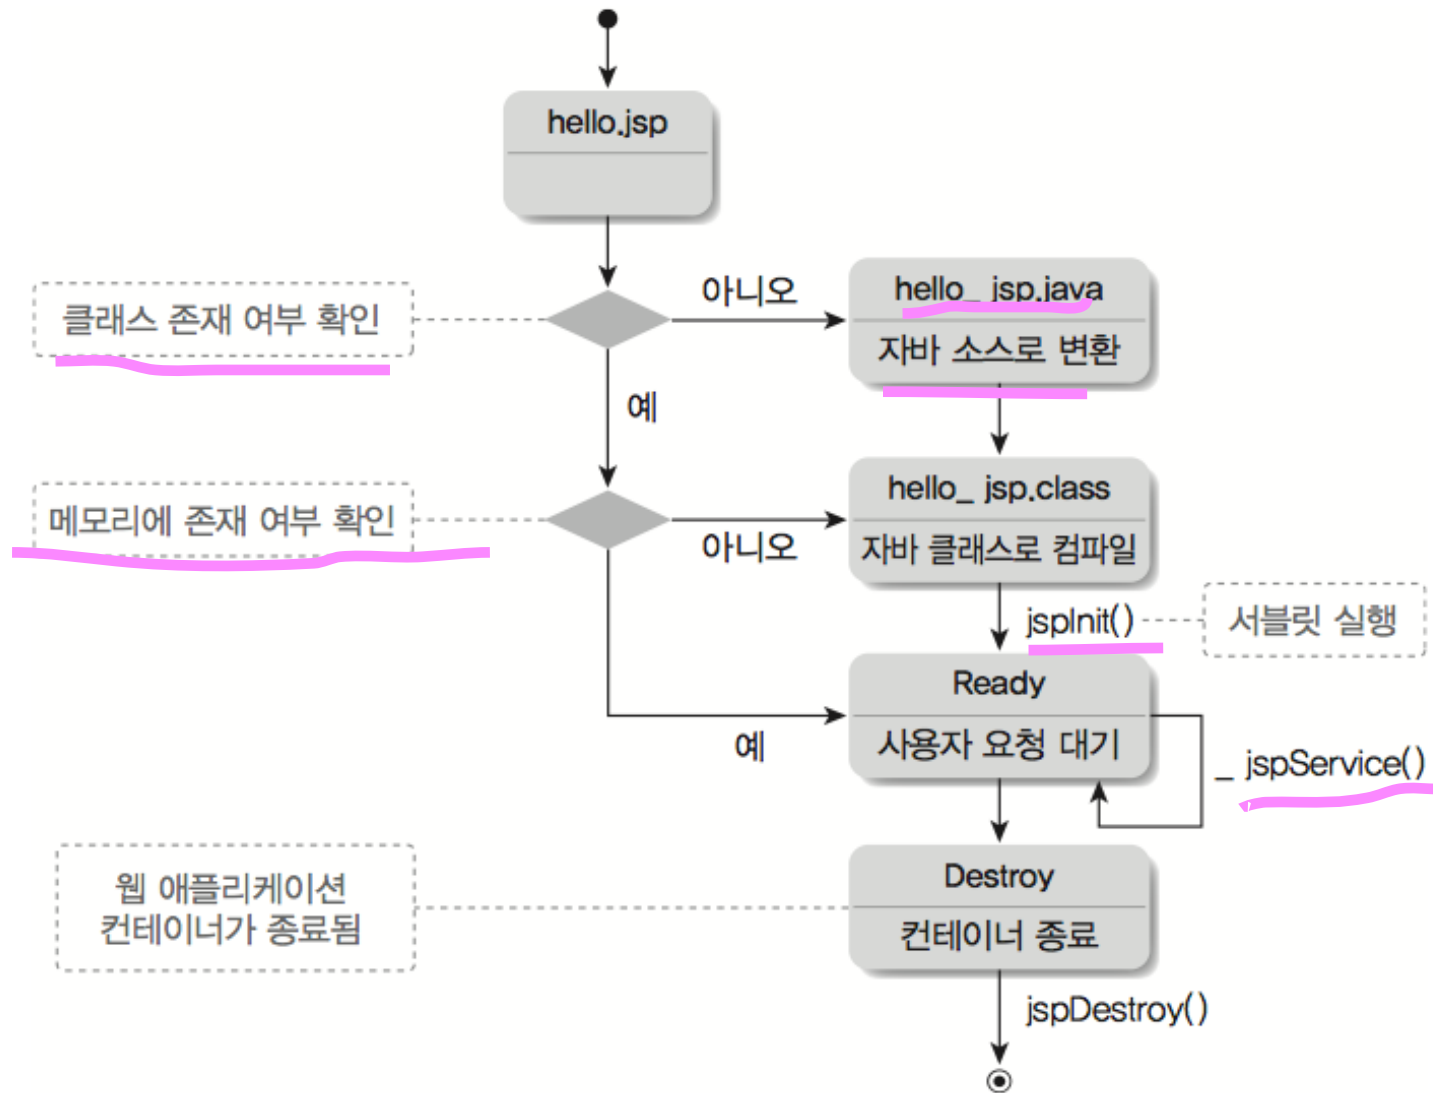 hello.jsp
클래스 존재 여부 확인
아니오
hello_ jsp.java
자바 소스로 변환
예
메모리에 존재 여부 확인
아니오
hello_ jsp.class
자바 클래스로 컴파일
jspInit()
서블릿 실행
Ready
사용자 요청 대기
예
_ jspService()
웹 애플리케이션
컨테이너가 종료됨
Destroy
컨테이너 종료
jspDestroy()